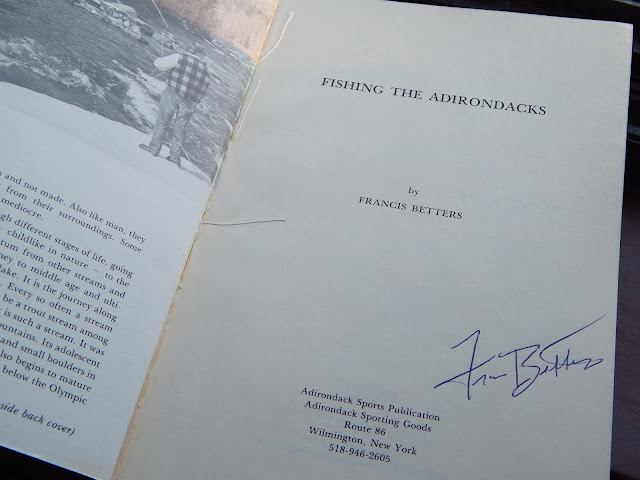 n and not made. Also like man, they
from their surroundings. Some
mediocre.
gh different stages of life, going
childlike in nature — to the
tum from other streams and
ney to middle age and ulti-
lake. It is the journey along
. Every so often a stream
be a trout stream among
r is such a stream. It was
ountains. Its adolescent
and small boulders in
lso begins to mature
below the Olympic
side back cover)
FISHING THE ADIRONDACKS
by
FRANCIS BETTERS
Fran Betters
Adirondack Sports Publication
Adirondack Sporting Goods
Route 86
Wilmington, New York
518-946-2605